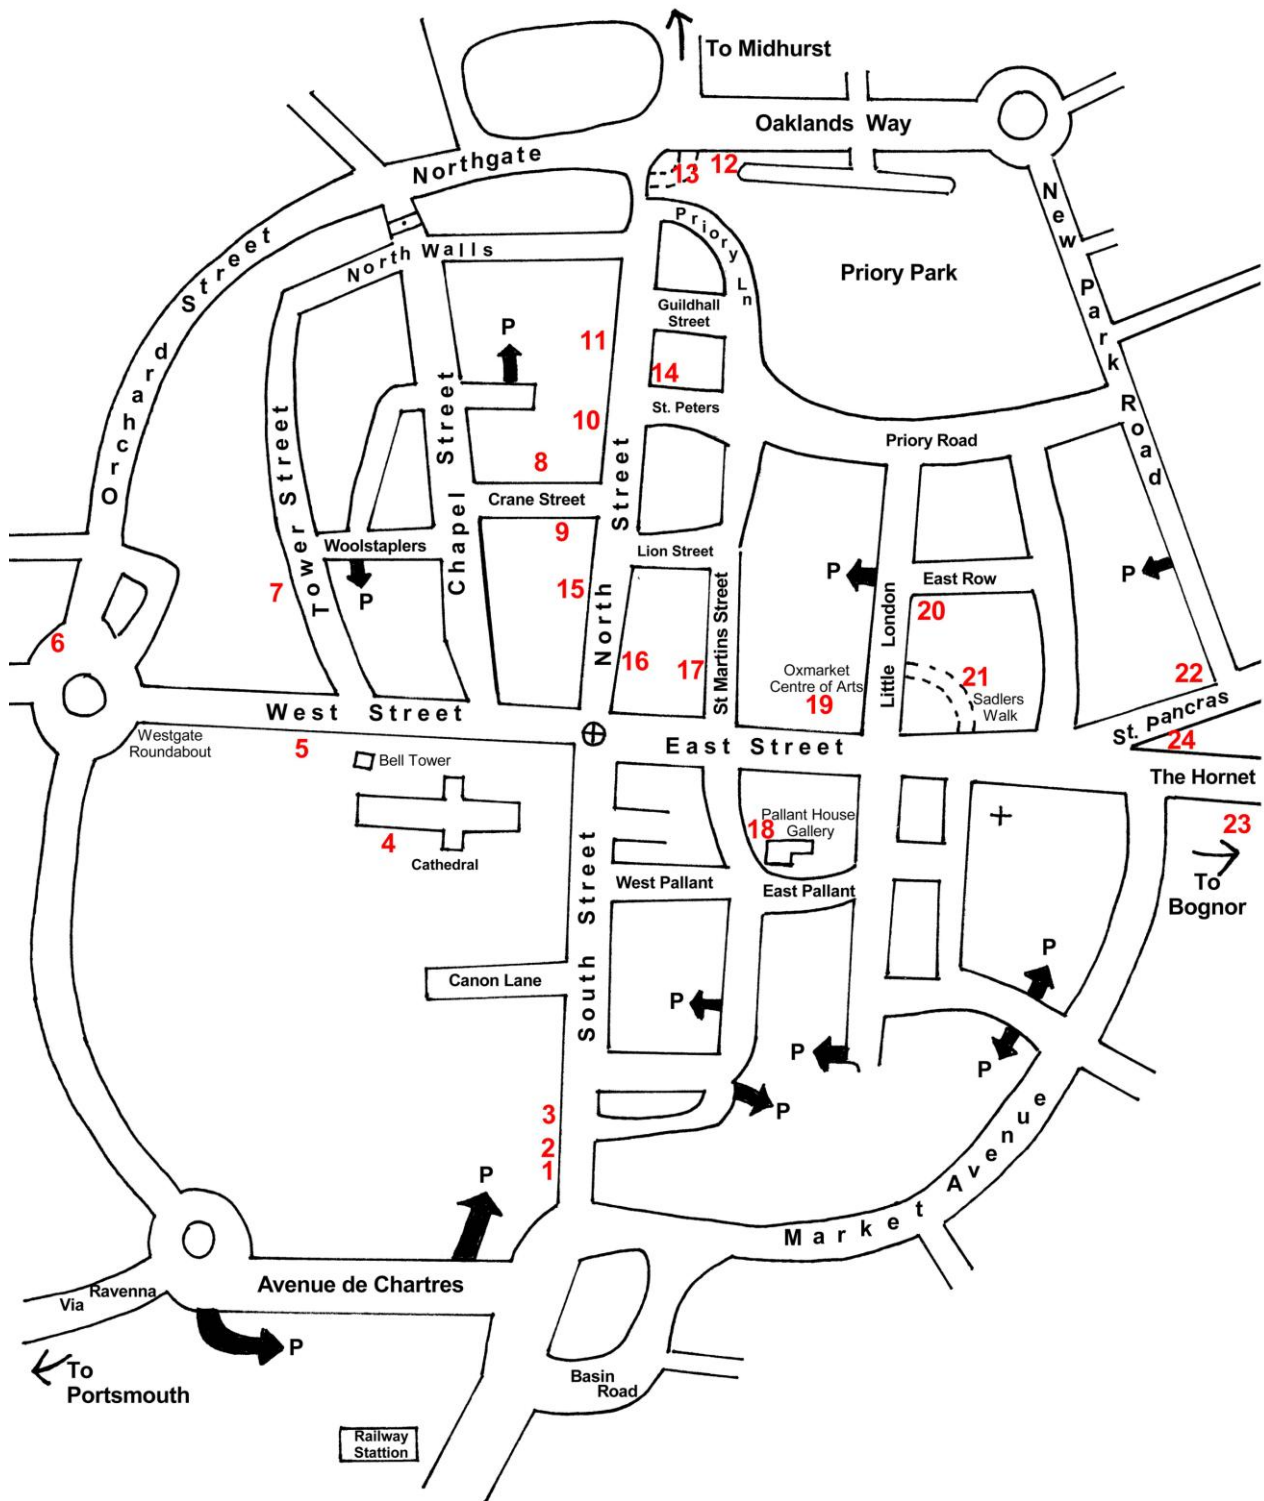 To Midhurst
Oaklands Way
Northgate
13
12
New Park Road
Orchard Street
North Walls
Priory Ln
Priory Park
Guildhall
Street
P
11
14
St. Peters
Tower Street
Chapel Street
10
North Street
Priory Road
8
Crane Street
9
Woolstaplers
Lion Street
P
P
P
East Row
7
15
St Martins Street
Little London
20
6
16
17
Oxmarket
Centre of Arts
19
21
Sadlers
Walk
22
West Street
St. Pancras
24
Westgate
Roundabout
5
East Street
Bell Tower
The Hornet
4
Cathedral
18
Pallant House
Gallery
23
To
Bognor
South Street
West Pallant
East Pallant
Canon Lane
P
P
P
P
P
3
2
1
P
Market Avenue
Avenue de Chartres
Via Ravenna
P
To
Portsmouth
Basin
Road
Railway
Stattion